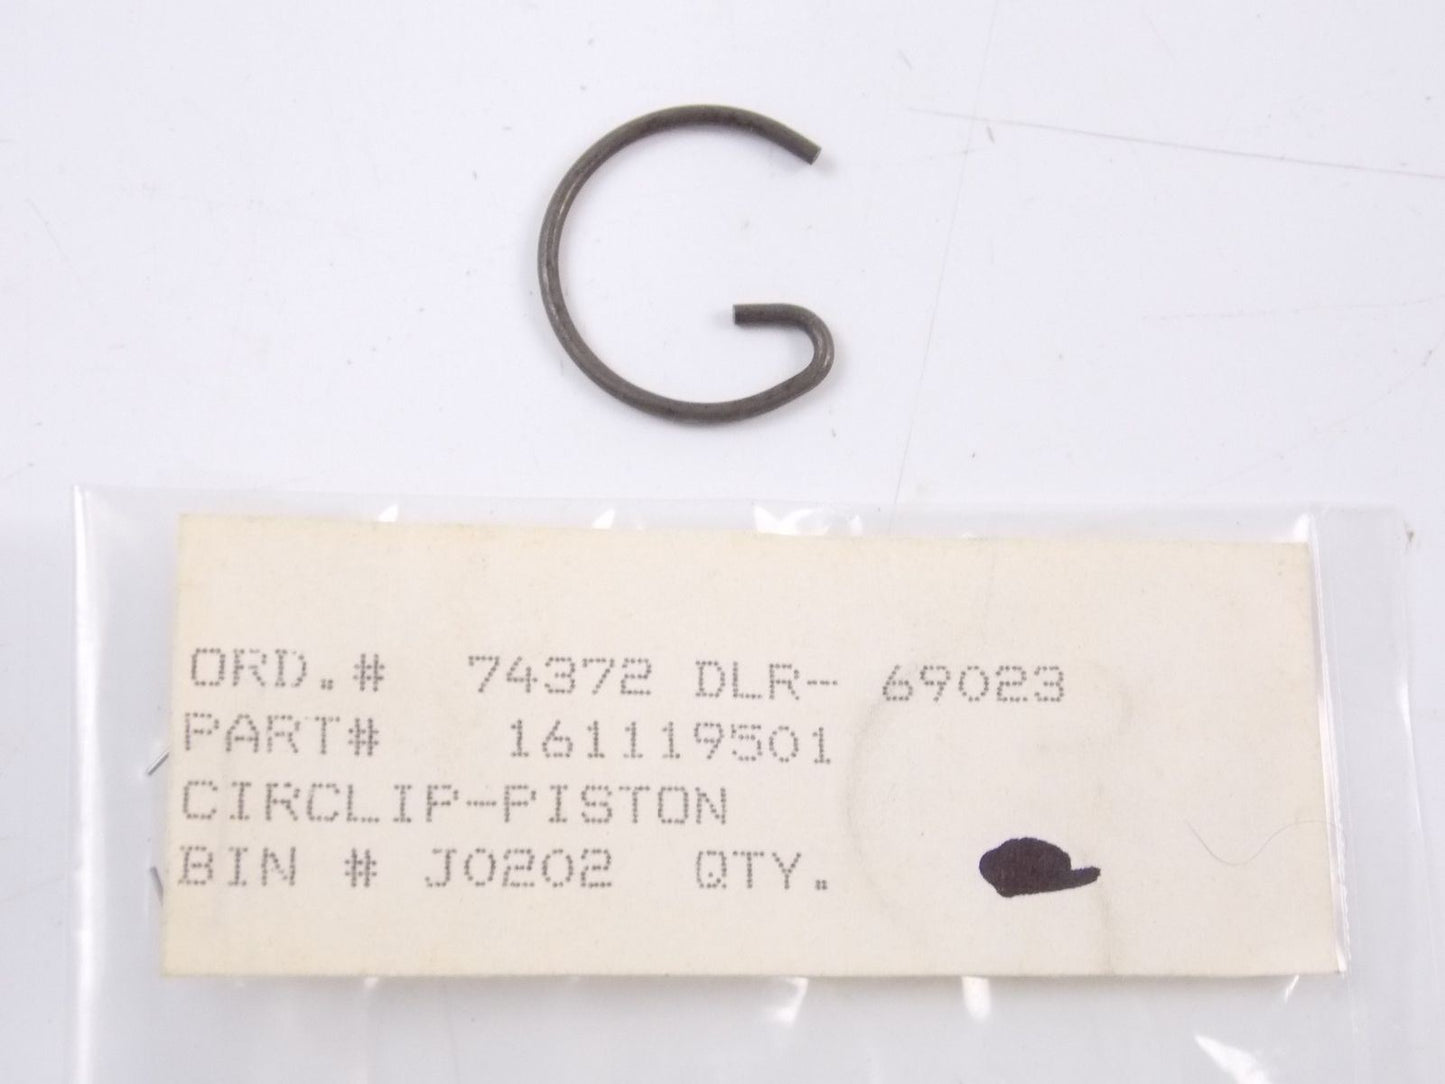 ORD.# 74372 DLR- 69023
PART# 161119501
CIRCLIP-PISTON
BIN # J0202 QTY.